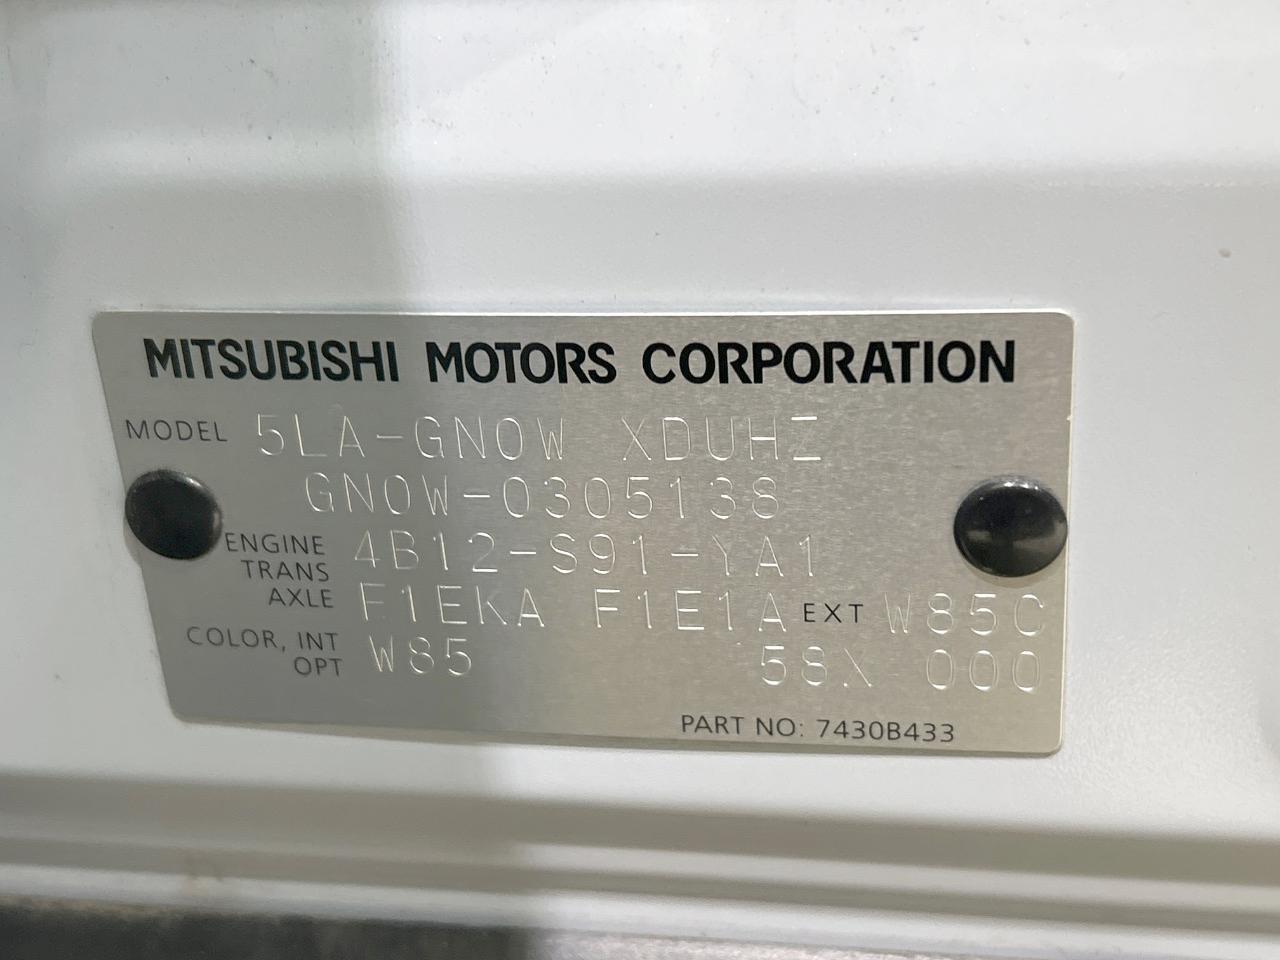 MITSUBISHI MOTORS CORPORATION
MODEL 5LA-GN0W XDUHZ
GN0W-0305138
ENGINE 4B12-S91-YA1
TRANS
AXLE F1EKA F1E1A EXT W85C
COLOR, INT
OPT W85 58X 000
PART NO: 7430B433